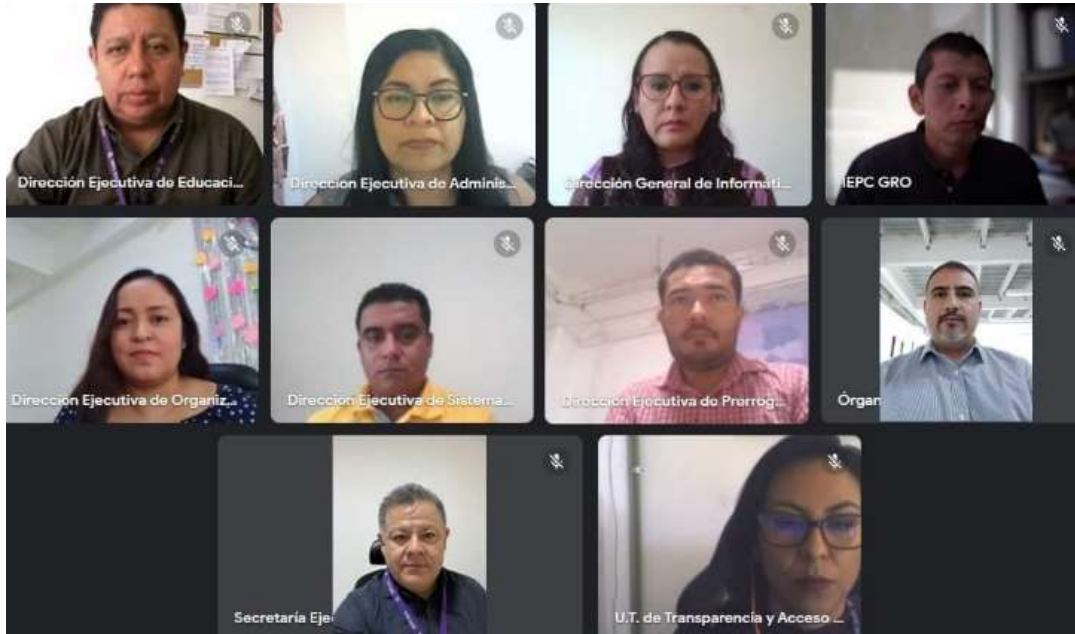 Dirección Ejecutiva de Educaci...
Dirección Ejecutiva de Adminis...
Dirección General de Informati...
IEPC GRO
Dirección Ejecutiva de Organiz...
Dirección Ejecutiva de Sistema...
Dirección Ejecutiva de Prerrog...
Órgan
Secretaría Eje
U.T. de Transparencia y Acceso ...